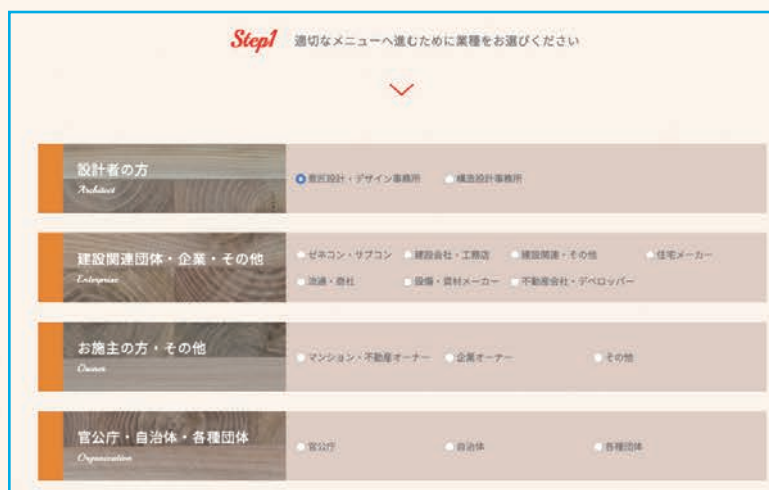 Step1 適切なメニューへ進むために業種をお選びください
設計者の方
Architect
意匠設計・デザイン事務所 構造設計事務所
建設関連団体・企業・その他
Enterprise
ゼネコン・サブコン 建設会社・工務店 建設関連・その他 住宅メーカー
流通・商社 設備・資材メーカー 不動産会社・デベロッパー
お施主の方・その他
Owner
マンション・不動産オーナー 企業オーナー その他
官公庁・自治体・各種団体
Organization
官公庁 自治体 各種団体